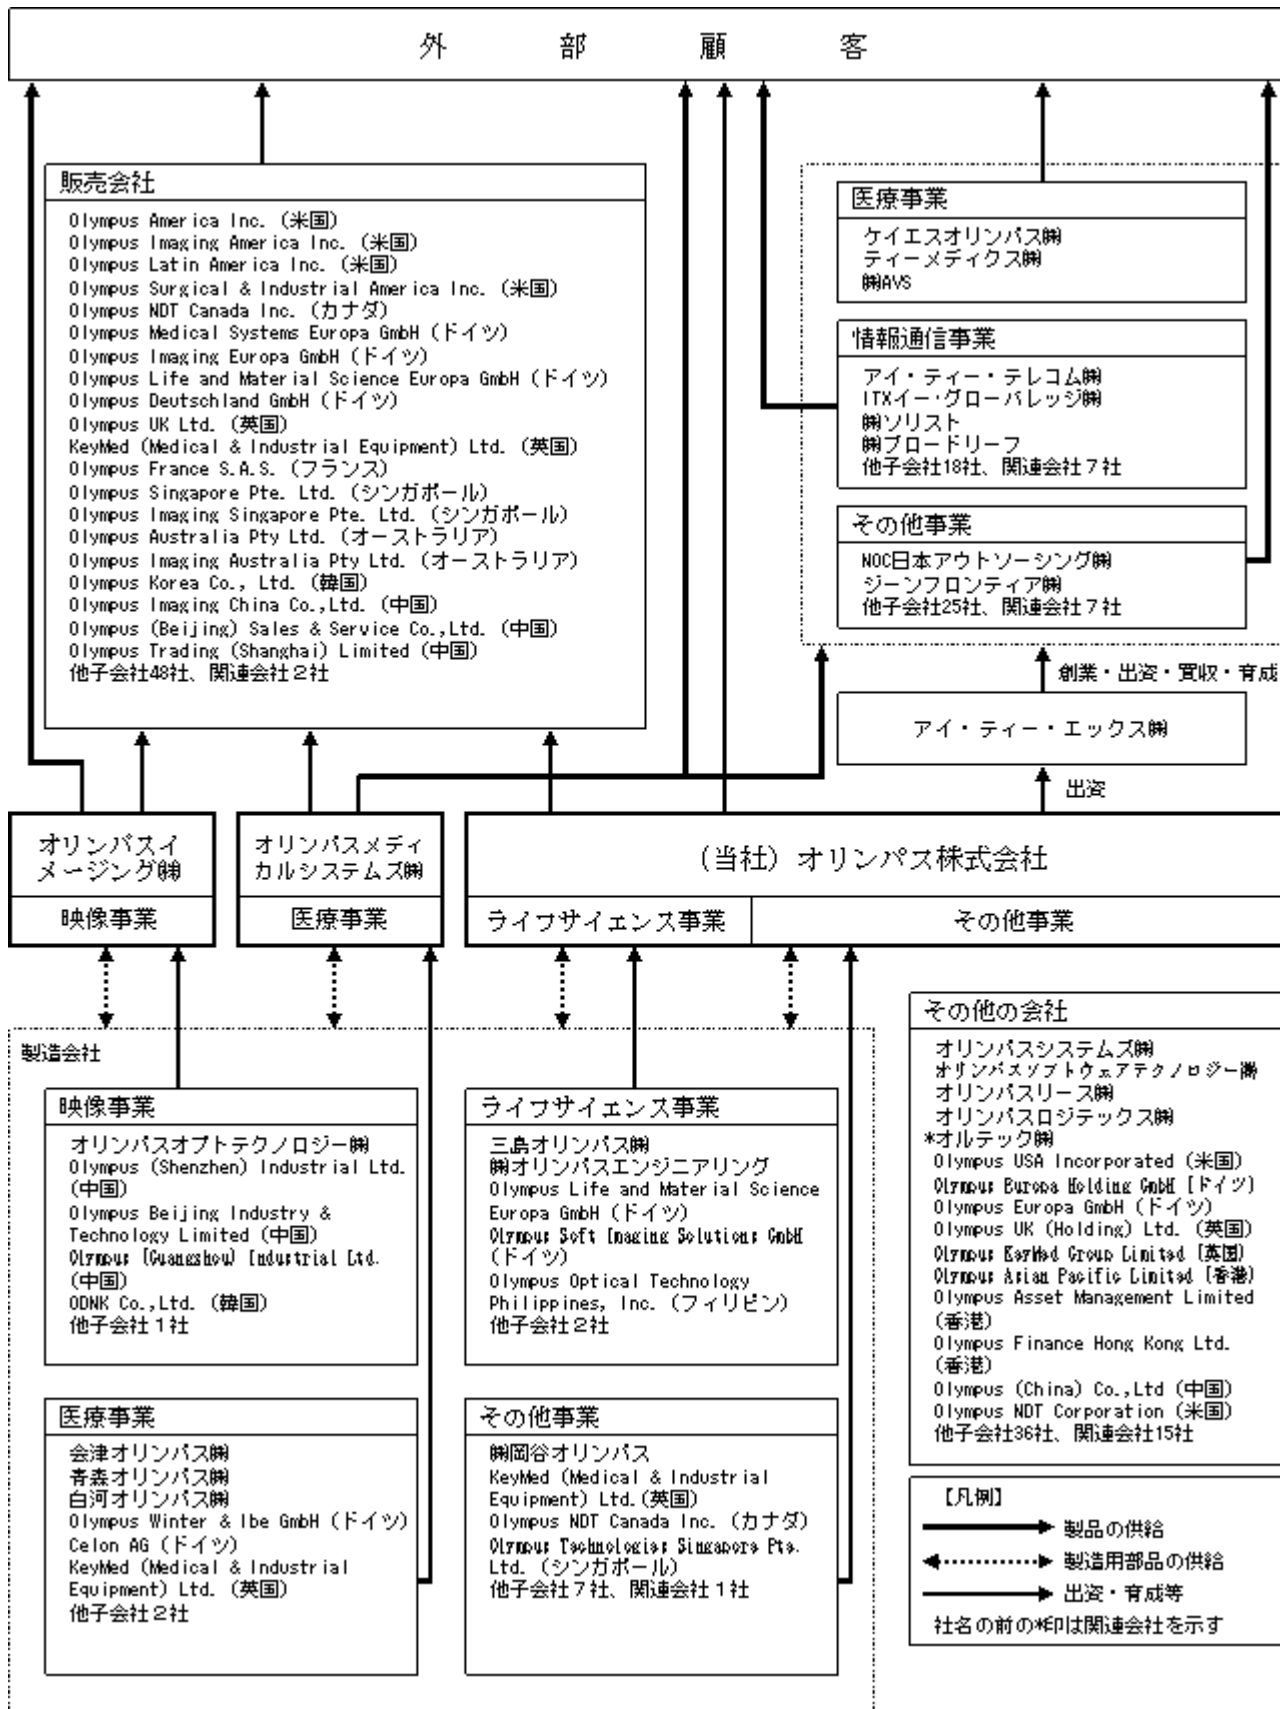 外部顧客
販売会社
Olympus America Inc. (米国)
Olympus Imaging America Inc. (米国)
Olympus Latin America Inc. (米国)
Olympus Surgical & Industrial America Inc. (米国)
Olympus NDT Canada Inc. (カナダ)
Olympus Medical Systems Europa GmbH (ドイツ)
Olympus Imaging Europa GmbH (ドイツ)
Olympus Life and Material Science Europa GmbH (ドイツ)
Olympus Deutschland GmbH (ドイツ)
Olympus UK Ltd. (英国)
KeyMed (Medical & Industrial Equipment) Ltd. (英国)
Olympus France S.A.S. (フランス)
Olympus Singapore Pte. Ltd. (シンガポール)
Olympus Imaging Singapore Pte. Ltd. (シンガポール)
Olympus Australia Pty Ltd. (オーストラリア)
Olympus Imaging Australia Pty Ltd. (オーストラリア)
Olympus Korea Co., Ltd. (韓国)
Olympus Imaging China Co.,Ltd. (中国)
Olympus (Beijing) Sales & Service Co.,Ltd. (中国)
Olympus Trading (Shanghai) Limited (中国)
他子会社48社、関連会社2社
医療事業
ケイエスオリンパス㈱
ティーメディクス㈱
㈱AVS
情報通信事業
アイ・ティー・テレコム㈱
ITXイー・グローバレッジ㈱
㈱ソリスト
㈱ブロードリーフ
他子会社18社、関連会社7社
その他事業
NOC日本アウトソーシング㈱
ジーンフロンティア㈱
他子会社25社、関連会社7社
創業・出資・買収・育成
アイ・ティー・エックス㈱
出資
オリンパスイ
メージング㈱
映像事業
オリンパスメディ
カルシステムズ㈱
医療事業
(当社) オリンパス株式会社
ライフサイエンス事業
その他事業
製造会社
映像事業
オリンパスオプトテクノロジー㈱
Olympus (Shenzhen) Industrial Ltd.
(中国)
Olympus Beijing Industry &
Technology Limited (中国)
Olympus (Guangzhou) Industrial Ltd.
(中国)
ODNK Co.,Ltd. (韓国)
他子会社1社
ライフサイエンス事業
三島オリンパス㈱
㈱オリンパスエンジニアリング
Olympus Life and Material Science
Europa GmbH (ドイツ)
Olympus Soft Imaging Solutions GmbH
(ドイツ)
Olympus Optical Technology
Philippines, Inc. (フィリピン)
他子会社2社
医療事業
会津オリンパス㈱
青森オリンパス㈱
白河オリンパス㈱
Olympus Winter & Ibe GmbH (ドイツ)
Celon AG (ドイツ)
KeyMed (Medical & Industrial
Equipment) Ltd. (英国)
他子会社2社
その他事業
㈱岡谷オリンパス
KeyMed (Medical & Industrial
Equipment) Ltd.(英国)
Olympus NDT Canada Inc. (カナダ)
Olympus Technologies Singapore Pte.
Ltd. (シンガポール)
他子会社7社、関連会社1社
その他の会社
オリンパスシステムズ㈱
オリンパスソフトウェアテクノロジー㈱
オリンパスリース㈱
オリンパスロジテックス㈱
*オルテック㈱
Olympus USA Incorporated (米国)
Olympus Europa Holding GmbH (ドイツ)
Olympus Europa GmbH (ドイツ)
Olympus UK (Holding) Ltd. (英国)
Olympus KeyMed Group Limited (英国)
Olympus Asian Pacific Limited (香港)
Olympus Asset Management Limited
(香港)
Olympus Finance Hong Kong Ltd.
(香港)
Olympus (China) Co.,Ltd (中国)
Olympus NDT Corporation (米国)
他子会社36社、関連会社15社
【凡例】
製品の供給
製造用部品の供給
出資・育成等
社名の前の*印は関連会社を示す